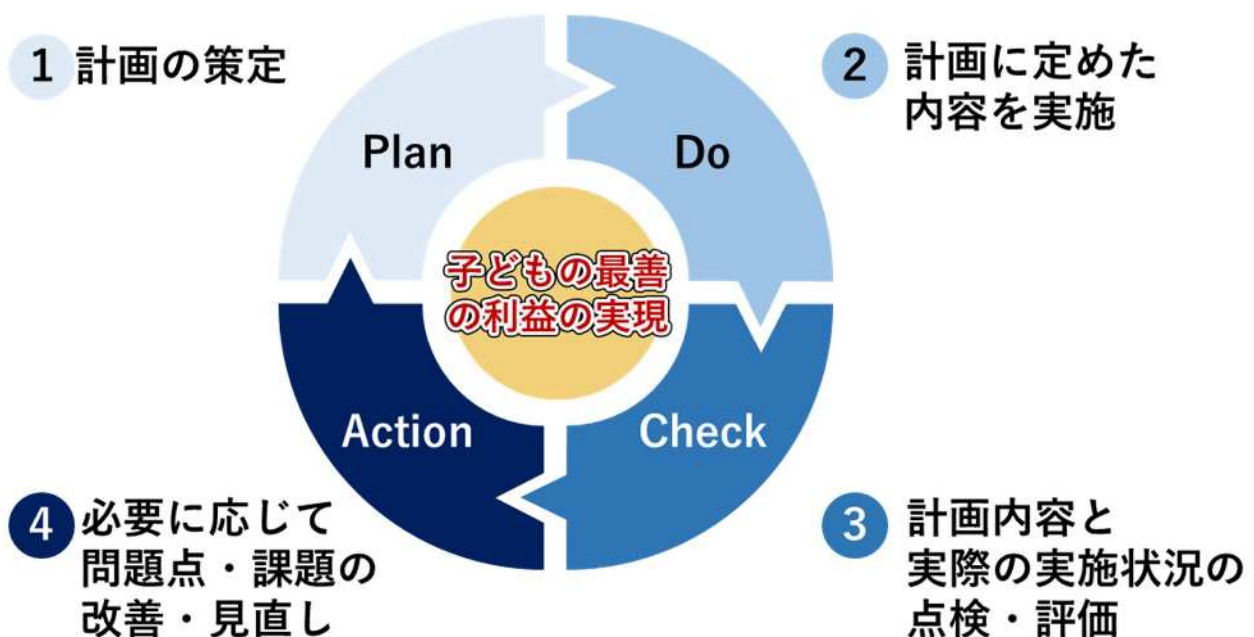 1 計画の策定
Plan
2 計画に定めた
内容を実施
Do
子どもの最善
の利益の実現
Check
3 計画内容と
実際の実施状況の
点検・評価
Action
4 必要に応じて
問題点・課題の
改善・見直し